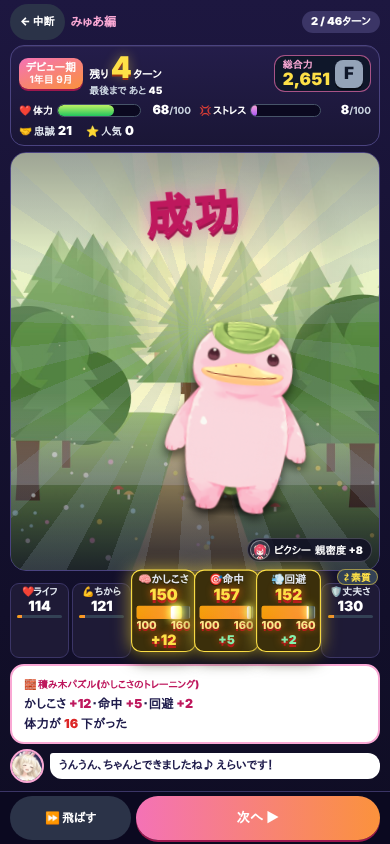 ← 中断
みゅあ編
2 / 46ターン
デビュー期
1年目 9月
残り4ターン
最後まで あと 45
総合力
2,651 F
体力 68/100
ストレス 8/100
忠誠 21 人気 0
成功
ピクシー 親密度 +8
素質
ライフ
114
ちから
121
かしこさ
150
100 160
+12
命中
157
100 160
+5
回避
152
100 160
+2
丈夫さ
130
積み木パズル(かしこさのトレーニング)
かしこさ +12・命中 +5・回避 +2
体力が 16 下がった
うんうん、ちゃんとできましたね♪ えらいです!
飛ばす
次へ ▶